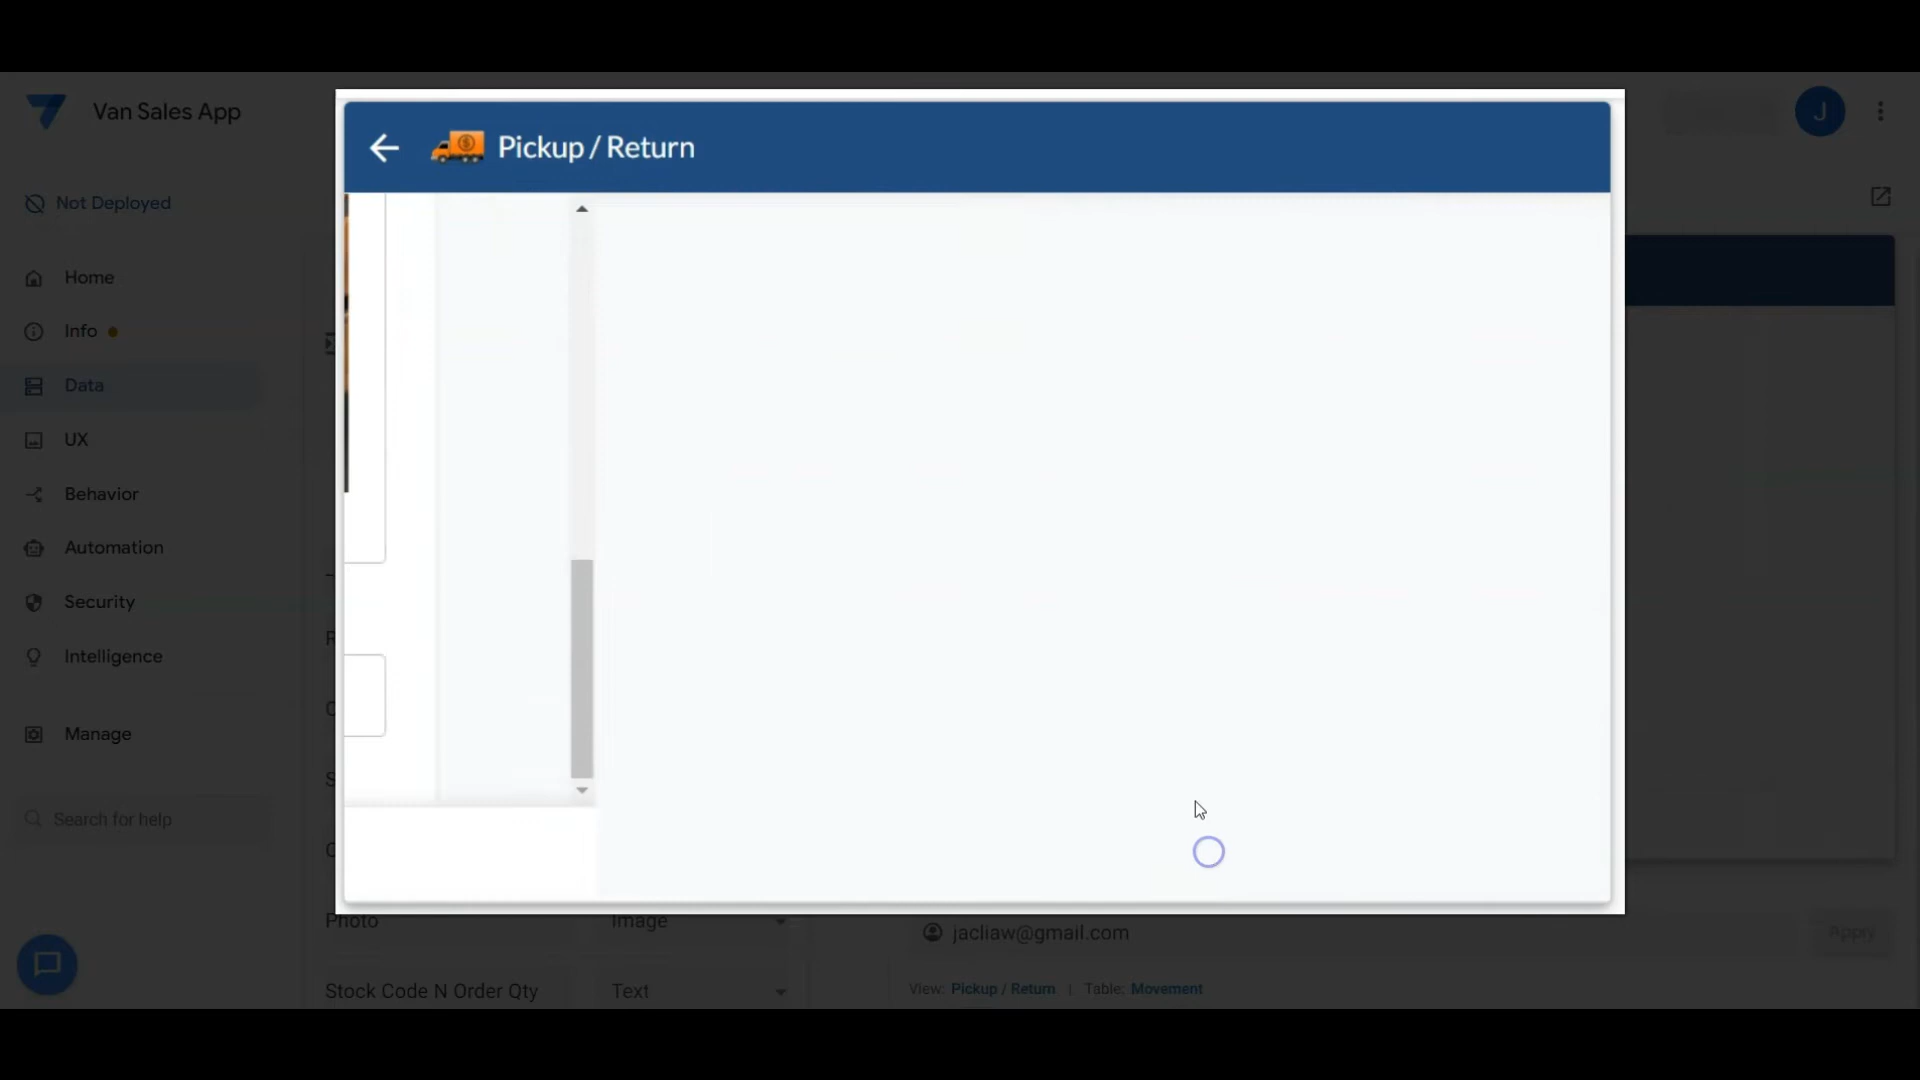 Van Sales App
Pickup / Return
J
Not Deployed
Home
Info
Data
UX
Behavior
Automation
Security
Intelligence
Manage
Search for help
Photo
Image
jacliaw@gmail.com
Apply
Stock Code N Order Qty
Text
View: Pickup / Return | Table: Movement